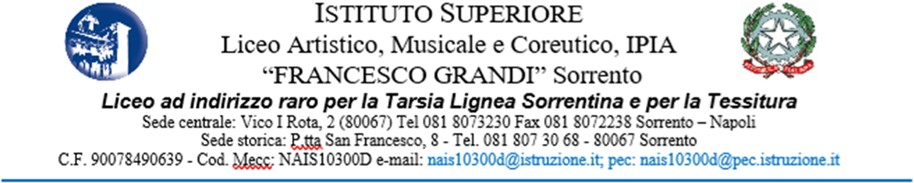 ISTITUTO SUPERIORE
Liceo Artistico, Musicale e Coreutico, IPIA
“FRANCESCO GRANDI” Sorrento
Liceo ad indirizzo raro per la Tarsia Lignea Sorrentina e per la Tessitura
Sede centrale: Vico I Rota, 2 (80067) Tel 081 8073230 Fax 081 8072238 Sorrento – Napoli
Sede storica: P.tta San Francesco, 8 - Tel. 081 807 30 68 - 80067 Sorrento
C.F. 90078490639 - Cod. Mecc: NAIS10300D e-mail: nais10300d@istruzione.it; pec: nais10300d@pec.istruzione.it